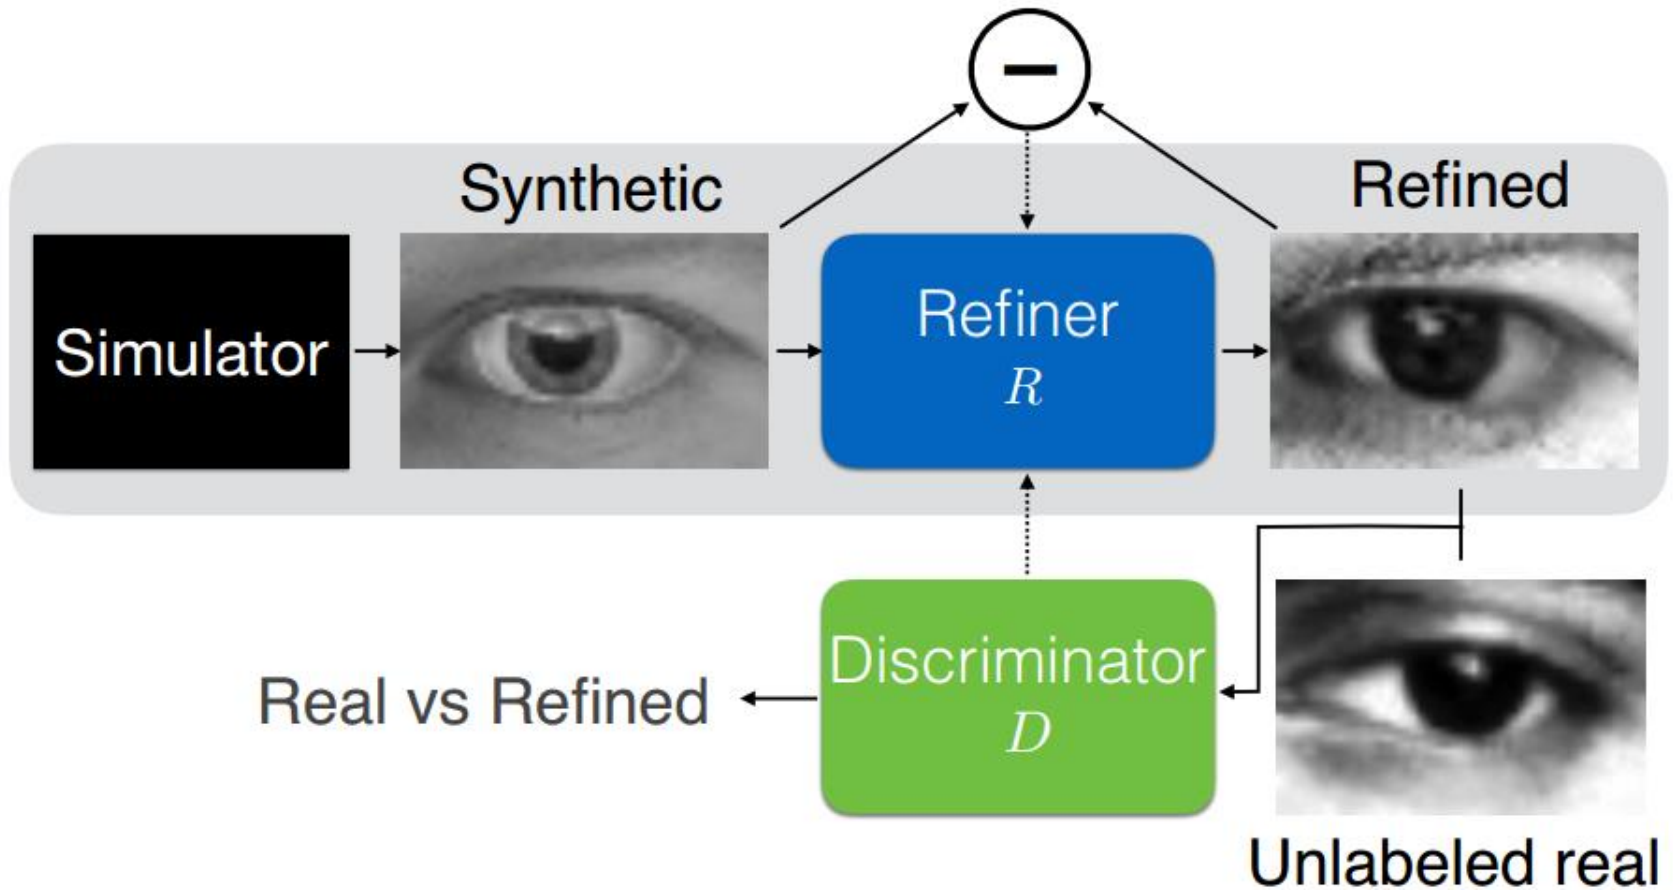 −
Synthetic
Refined
Simulator
Refiner
R
Discriminator
D
Real vs Refined
Unlabeled real